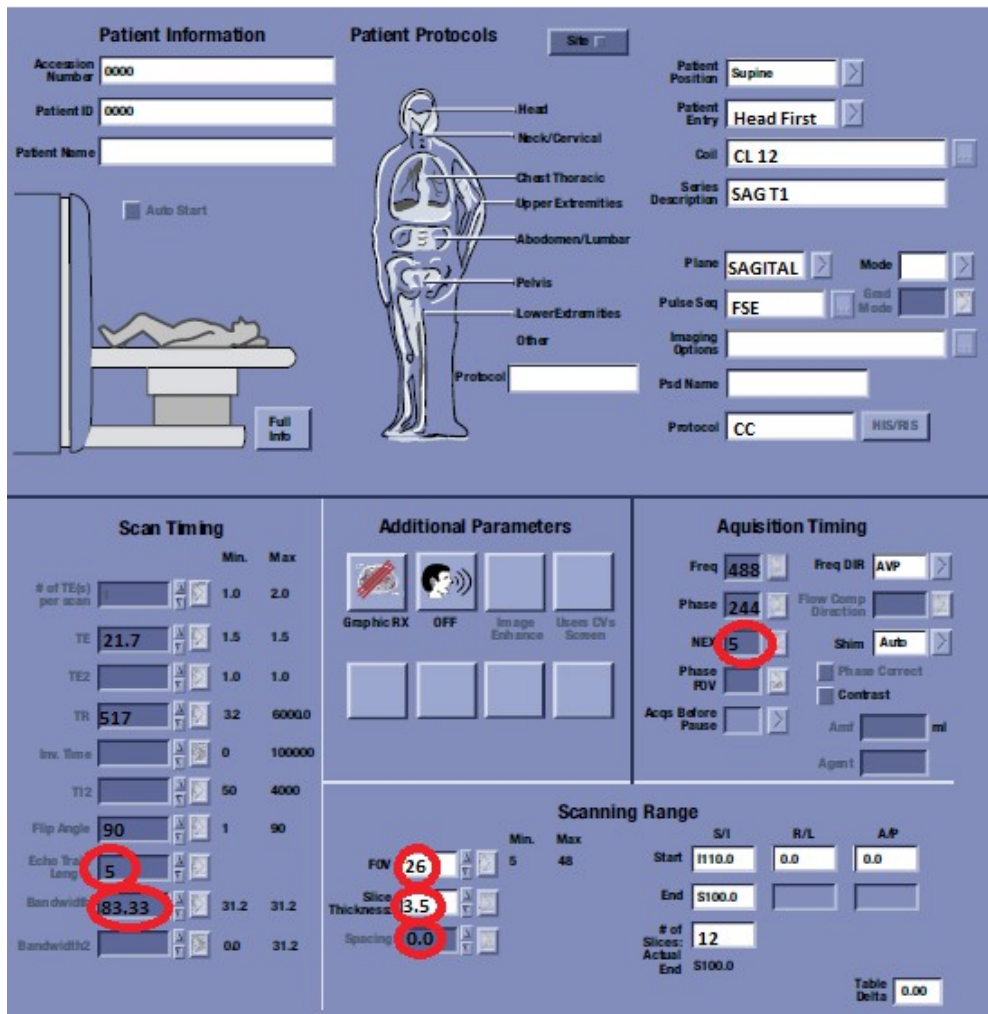 Patient Information
Accession Number 0000
Patient ID 0000
Patient Name
Auto Start
Full Info
Patient Protocols
Site
Head
Neck/Cervical
Chest Thoracic
Upper Extremities
Abodomen/Lumbar
Pelvis
LowerExtremities
Other
Protocol
Patient Position Supine >
Patient Entry Head First >
Coil CL 12 ...
Series Description SAG T1
Plane SAGITAL > Mode >
Pulse Seq FSE ... Grad Mode
Imaging Options ...
Psd Name
Protocol CC HIS/RIS
Scan Timing
Min. Max
# of TE(s) per scan 1 1.0 2.0
TE 21.7 1.5 1.5
TE2 1.0 1.0
TR 517 32 6000.0
Inv. Time 0 100000
T12 50 4000
Flip Angle 90 1 90
Echo Train Length 5
Bandwidth 83.33 31.2 31.2
Bandwidth2 0.0 31.2
Additional Parameters
Graphic RX OFF Image Enhance Users CVs Screen
Aquisition Timing
Freq 488 Freq DIR AVP >
Phase 244 Flow Comp Direction
NEX 5 Shim Auto >
Phase FOV Phase Correct
Contrast
Acqs Before Pause > Amt ml
Agent
Scanning Range
Min. Max S/I R/L A/P
FOV 26 5 48 Start I110.0 0.0 0.0
Slice Thickness: 3.5 End S100.0
Spacing 0.0 # of Slices: 12
Actual End S100.0
Table Delta 0.00